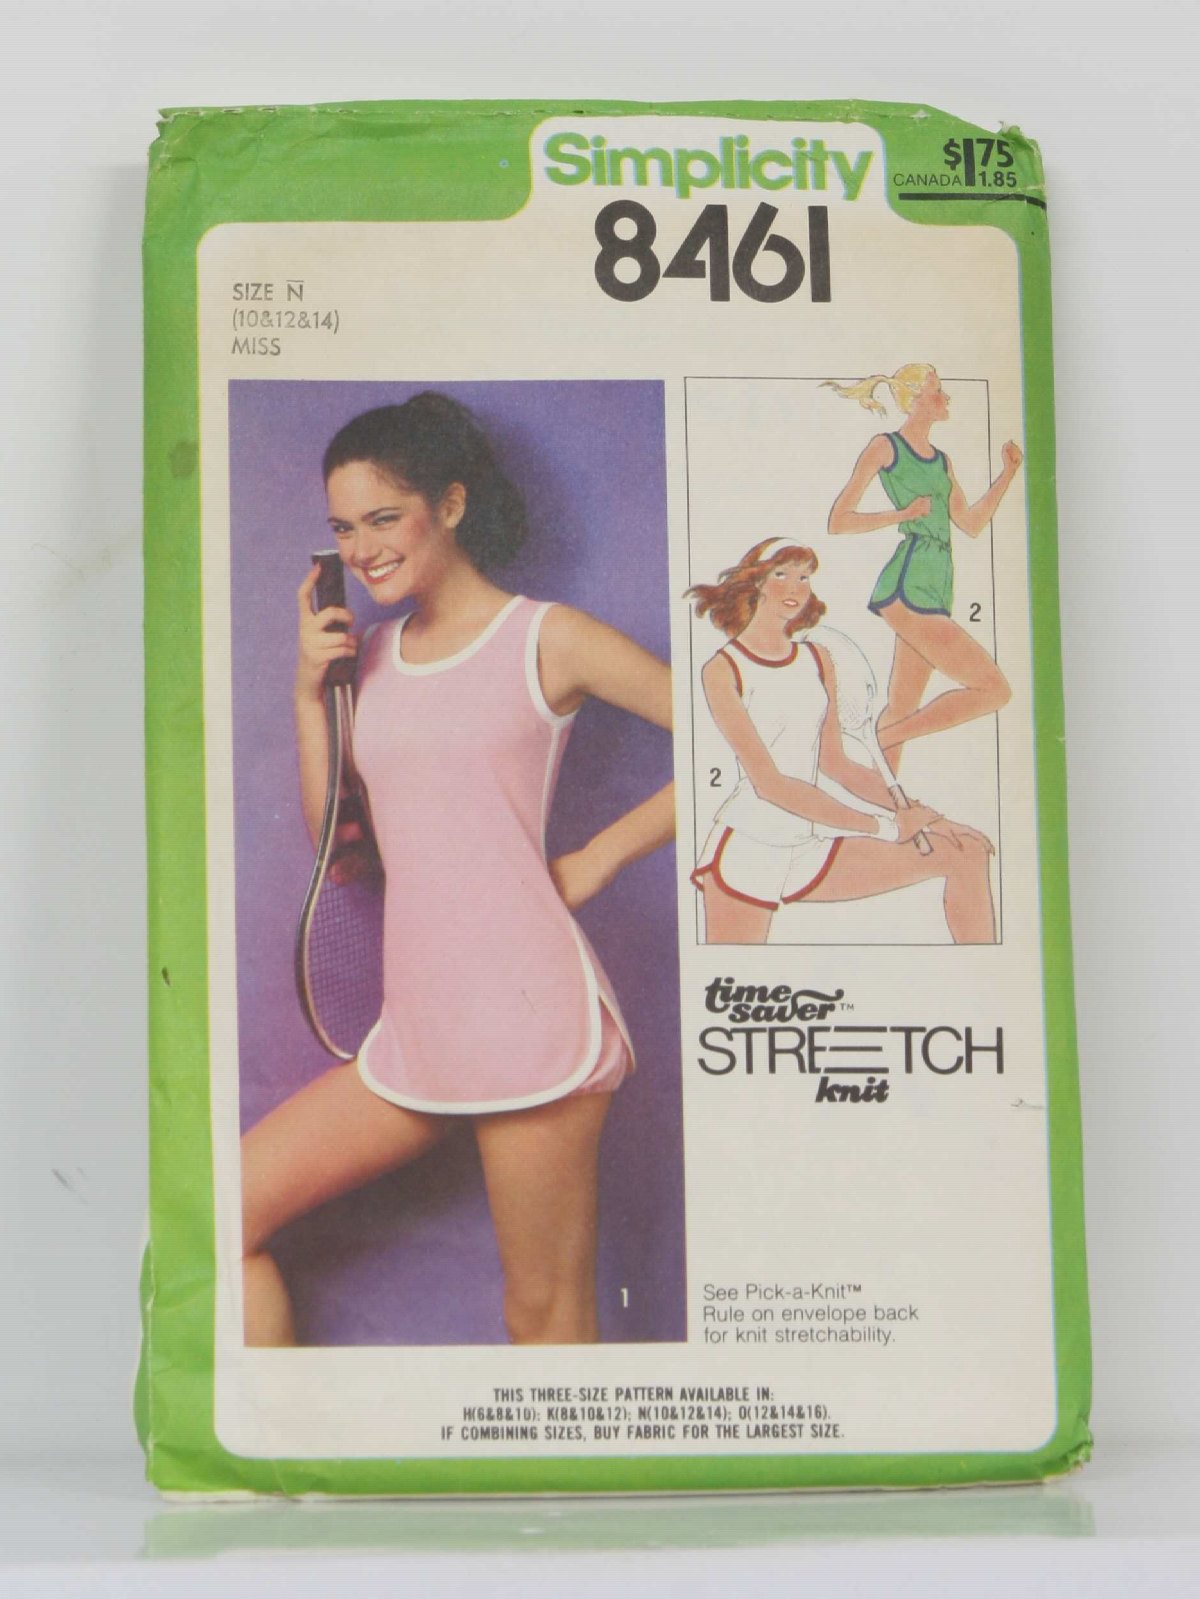 Simplicity
8461
$1.75
CANADA 1.85
SIZE N
(10&12&14)
MISS
2
2
time
saver™
STRETCH
knit
1
See Pick-a-Knit™
Rule on envelope back
for knit stretchability.
THIS THREE-SIZE PATTERN AVAILABLE IN:
H(6&8&10); K(8&10&12); N(10&12&14); O(12&14&16).
IF COMBINING SIZES, BUY FABRIC FOR THE LARGEST SIZE.